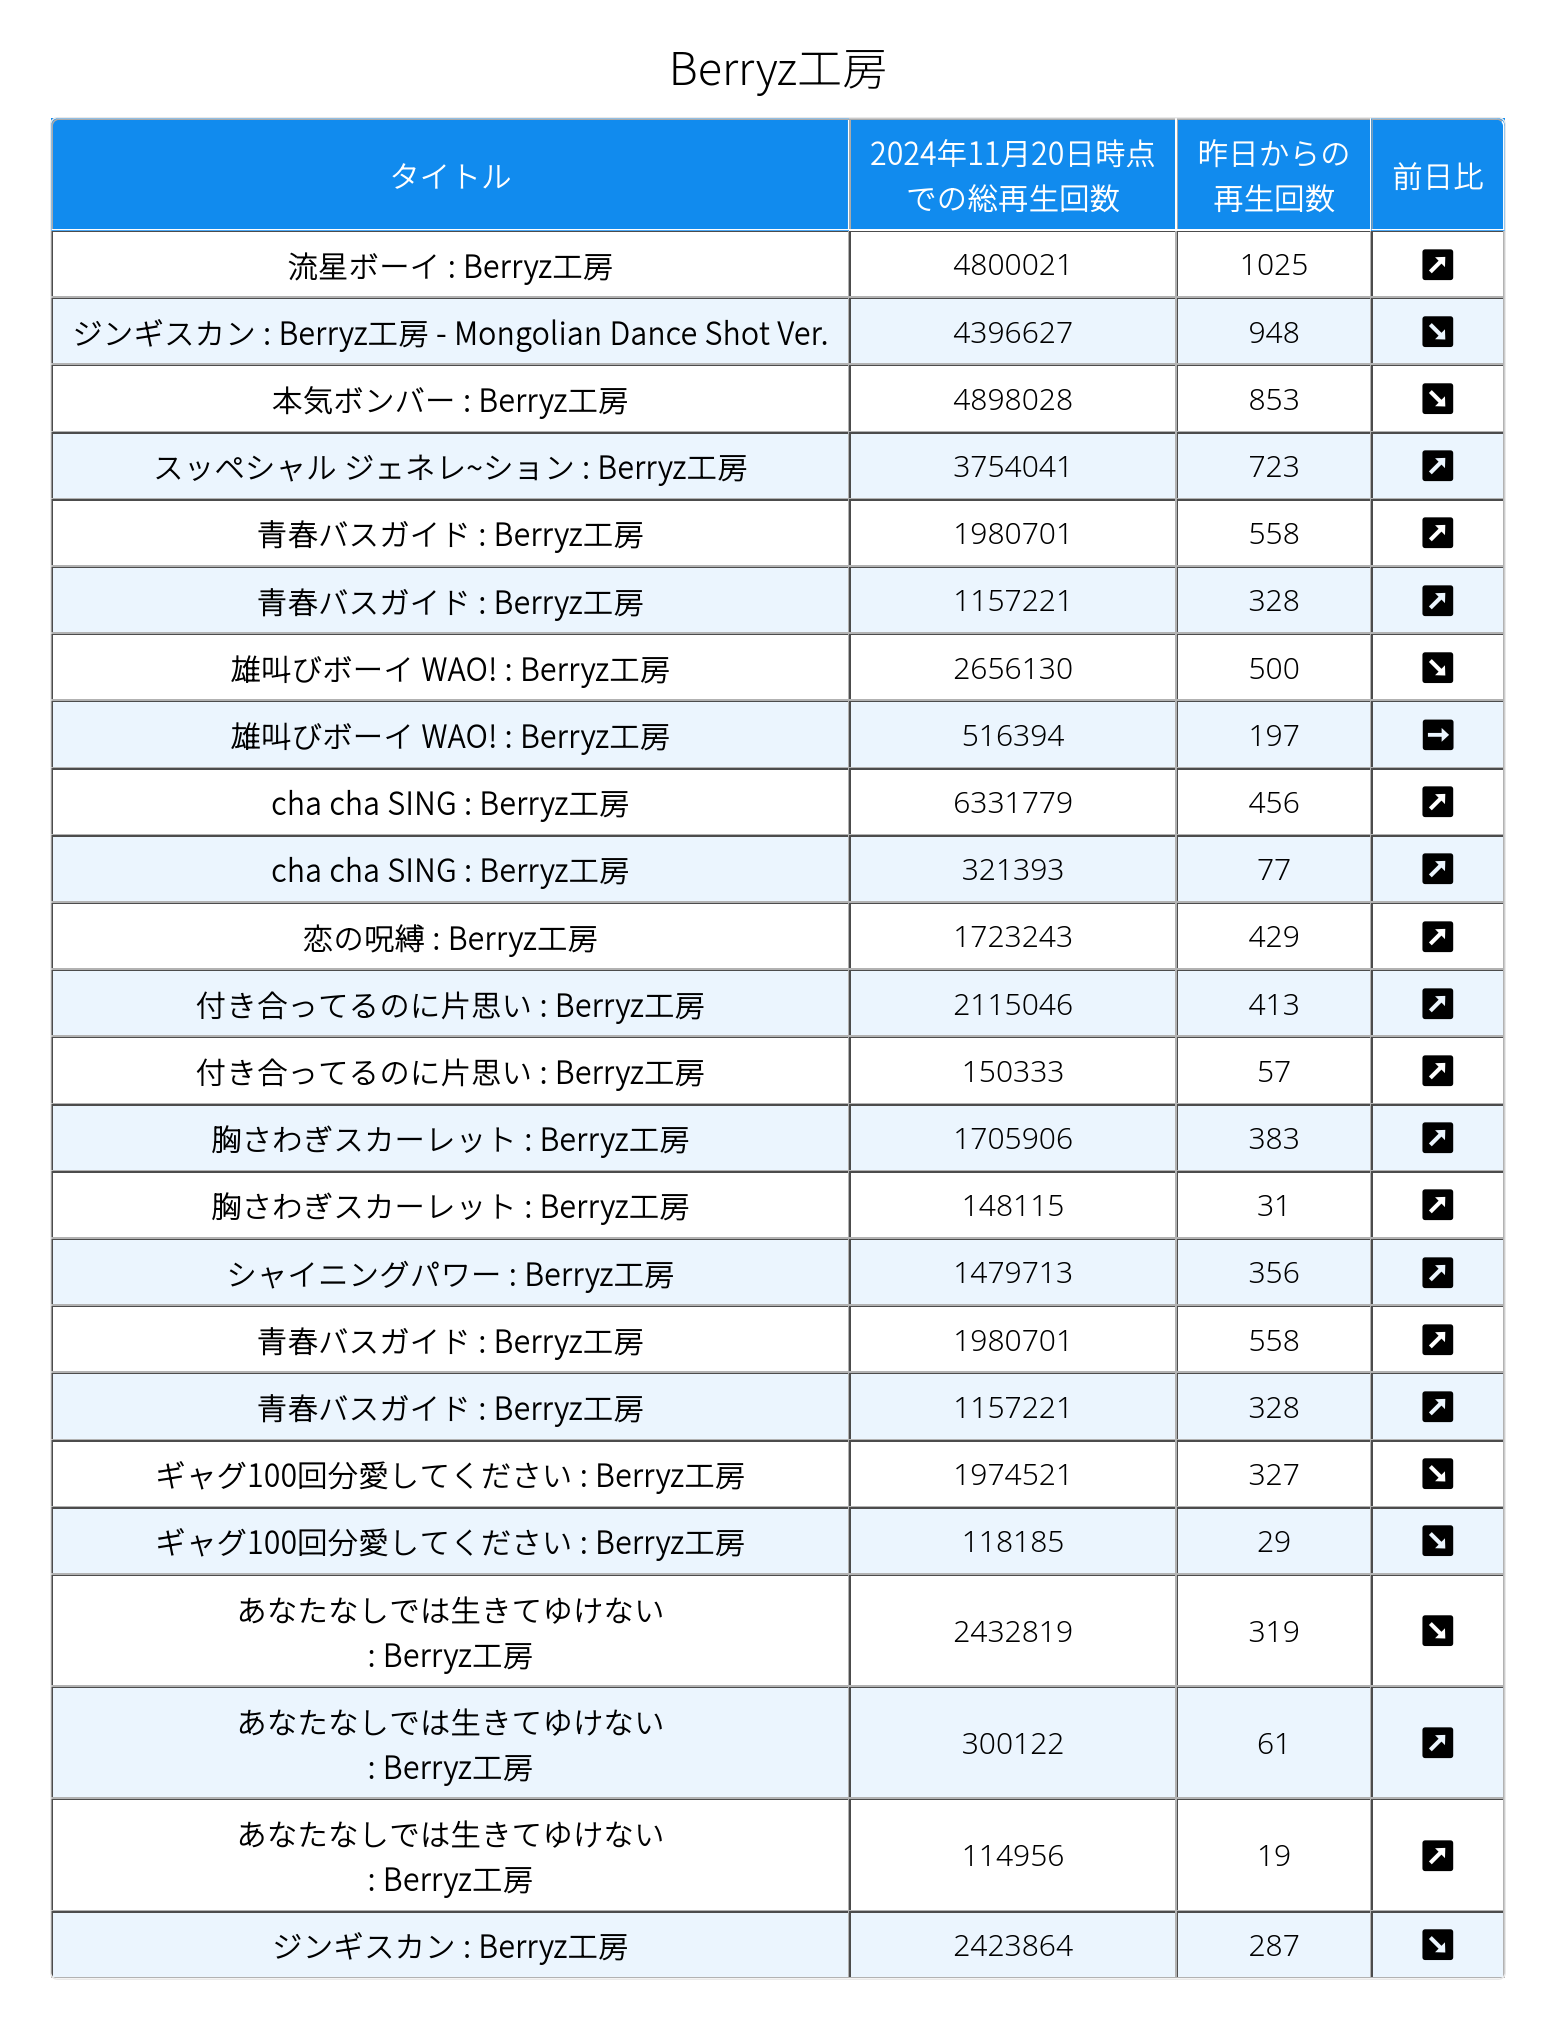 Berryz工房
タイトル 2024年11月20日時点での総再生回数 昨日からの再生回数 前日比
流星ボーイ : Berryz工房 4800021 1025 ↗
ジンギスカン : Berryz工房 - Mongolian Dance Shot Ver. 4396627 948 ↘
本気ボンバー : Berryz工房 4898028 853 ↘
スッペシャル ジェネレ~ション : Berryz工房 3754041 723 ↗
青春バスガイド : Berryz工房 1980701 558 ↗
青春バスガイド : Berryz工房 1157221 328 ↗
雄叫びボーイ WAO! : Berryz工房 2656130 500 ↘
雄叫びボーイ WAO! : Berryz工房 516394 197 →
cha cha SING : Berryz工房 6331779 456 ↗
cha cha SING : Berryz工房 321393 77 ↗
恋の呪縛 : Berryz工房 1723243 429 ↗
付き合ってるのに片思い : Berryz工房 2115046 413 ↗
付き合ってるのに片思い : Berryz工房 150333 57 ↗
胸さわぎスカーレット : Berryz工房 1705906 383 ↗
胸さわぎスカーレット : Berryz工房 148115 31 ↗
シャイニングパワー : Berryz工房 1479713 356 ↗
青春バスガイド : Berryz工房 1980701 558 ↗
青春バスガイド : Berryz工房 1157221 328 ↗
ギャグ100回分愛してください : Berryz工房 1974521 327 ↘
ギャグ100回分愛してください : Berryz工房 118185 29 ↘
あなたなしでは生きてゆけない : Berryz工房 2432819 319 ↘
あなたなしでは生きてゆけない : Berryz工房 300122 61 ↗
あなたなしでは生きてゆけない : Berryz工房 114956 19 ↗
ジンギスカン : Berryz工房 2423864 287 ↘